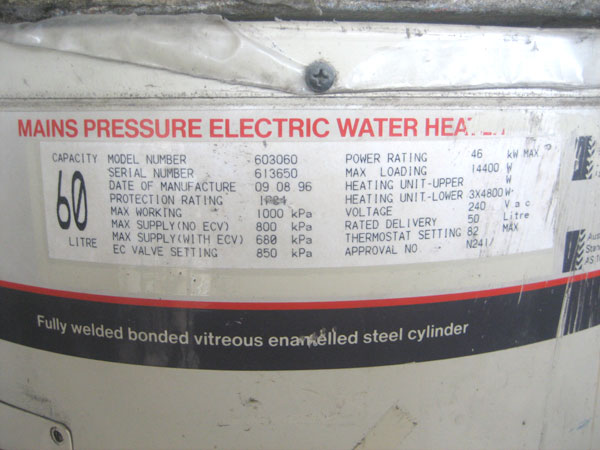 MAINS PRESSURE ELECTRIC WATER
CAPACITY
60
LITRE
MODEL NUMBER 603060
SERIAL NUMBER 613650
DATE OF MANUFACTURE 09 08 96
PROTECTION RATING
MAX WORKING 1000 kPa
MAX SUPPLY(NO ECV) 800 kPa
MAX SUPPLY(WITH ECV) 680 kPa
EC VALVE SETTING 850 kPa
POWER RATING 46 kW MAX
MAX LOADING 14400 W
HEATING UNIT-UPPER W
HEATING UNIT-LOWER 3X4800W
VOLTAGE 240 Vac
RATED DELIVERY 50 Litre
THERMOSTAT SETTING 82 MAX
APPROVAL NO.
Fully welded bonded vitreous enamelled steel cylinder